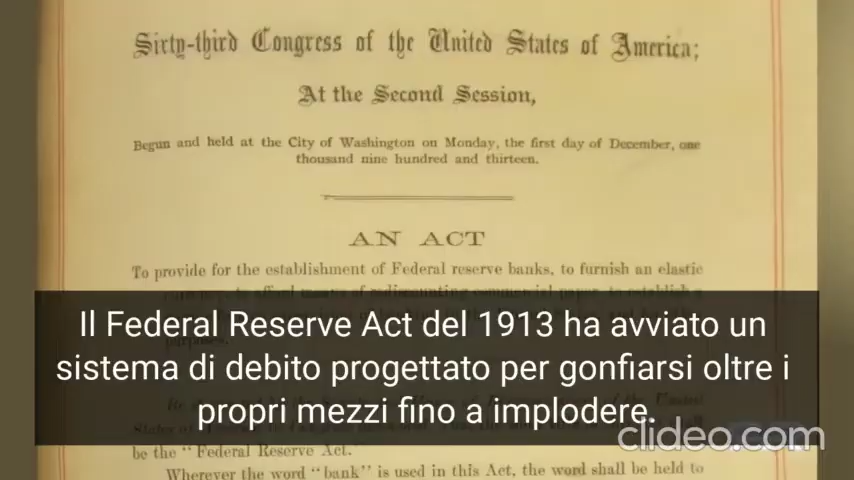 Sixty-third Congress of the United States of America;
At the Second Session,
Begun and held at the City of Washington on Monday, the first day of December, one
thousand nine hundred and thirteen.
AN ACT
To provide for the establishment of Federal reserve banks, to furnish an elastic
Il Federal Reserve Act del 1913 ha avviato un
sistema di debito progettato per gonfiarsi oltre i
propri mezzi fino a implodere.
clideo.com
be the “Federal Reserve Act.”
Wherever the word “bank” is used in this Act, the word shall be held to